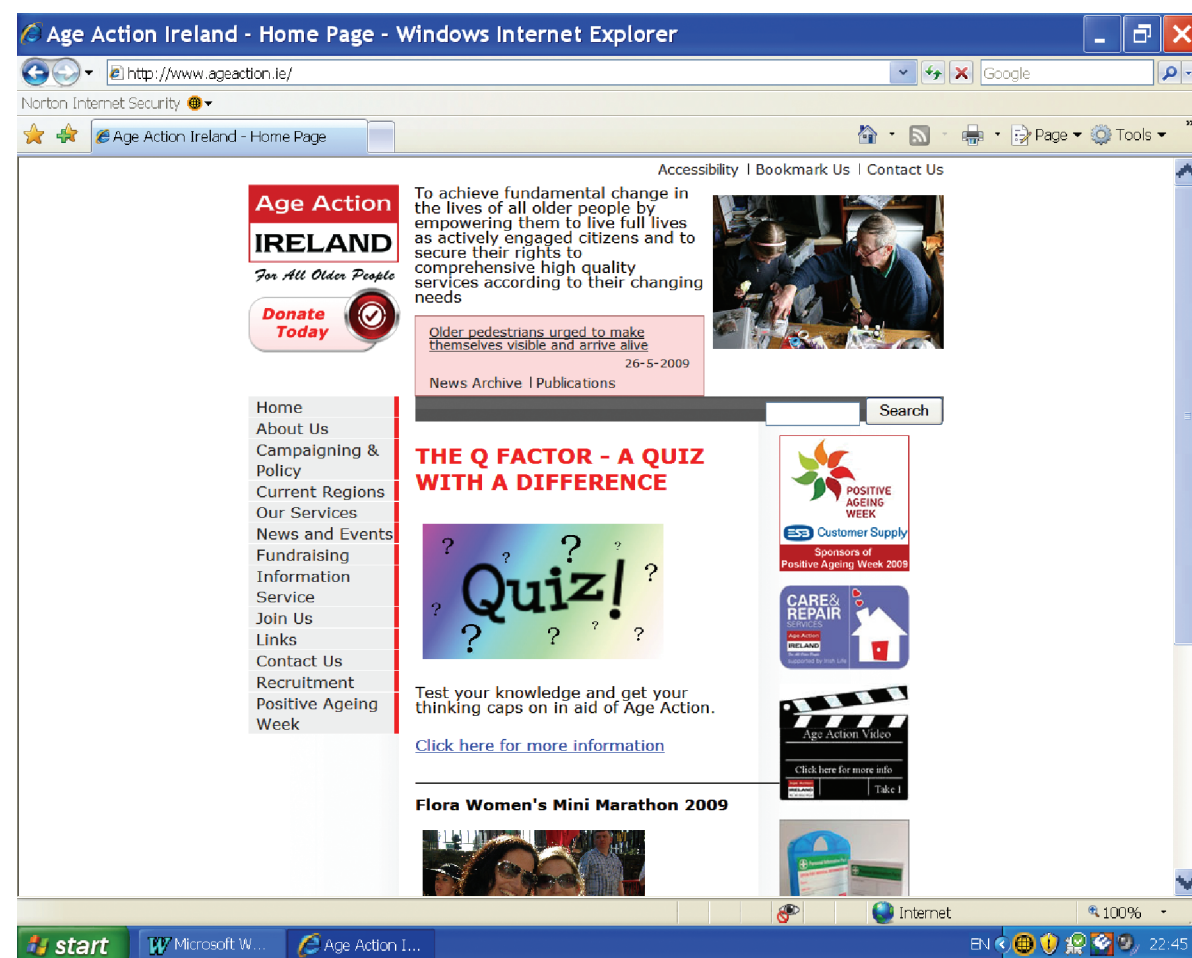 Age Action Ireland - Home Page - Windows Internet Explorer
http://www.ageaction.ie/
Google
Norton Internet Security
Age Action Ireland - Home Page
Page
Tools
Accessibility | Bookmark Us | Contact Us
Age Action
IRELAND
For All Older People
Donate
Today
To achieve fundamental change in
the lives of all older people by
empowering them to live full lives
as actively engaged citizens and to
secure their rights to
comprehensive high quality
services according to their changing
needs
Older pedestrians urged to make
themselves visible and arrive alive
26-5-2009
News Archive | Publications
Search
Home
About Us
Campaigning &
Policy
Current Regions
Our Services
News and Events
Fundraising
Information
Service
Join Us
Links
Contact Us
Recruitment
Positive Ageing
Week
THE Q FACTOR - A QUIZ
WITH A DIFFERENCE
? ? ? ? ?
Quiz!
? ? ? ? ?
Test your knowledge and get your
thinking caps on in aid of Age Action.
Click here for more information
Flora Women's Mini Marathon 2009
POSITIVE
AGEING
WEEK
ESB Customer Supply
Sponsors of
Positive Ageing Week 2009
CARE&
REPAIR
SERVICES
Age Action
IRELAND
Age Action Video
Click here for more info
Take 1
Internet
100%
start
Microsoft W...
Age Action I...
EN
22:45